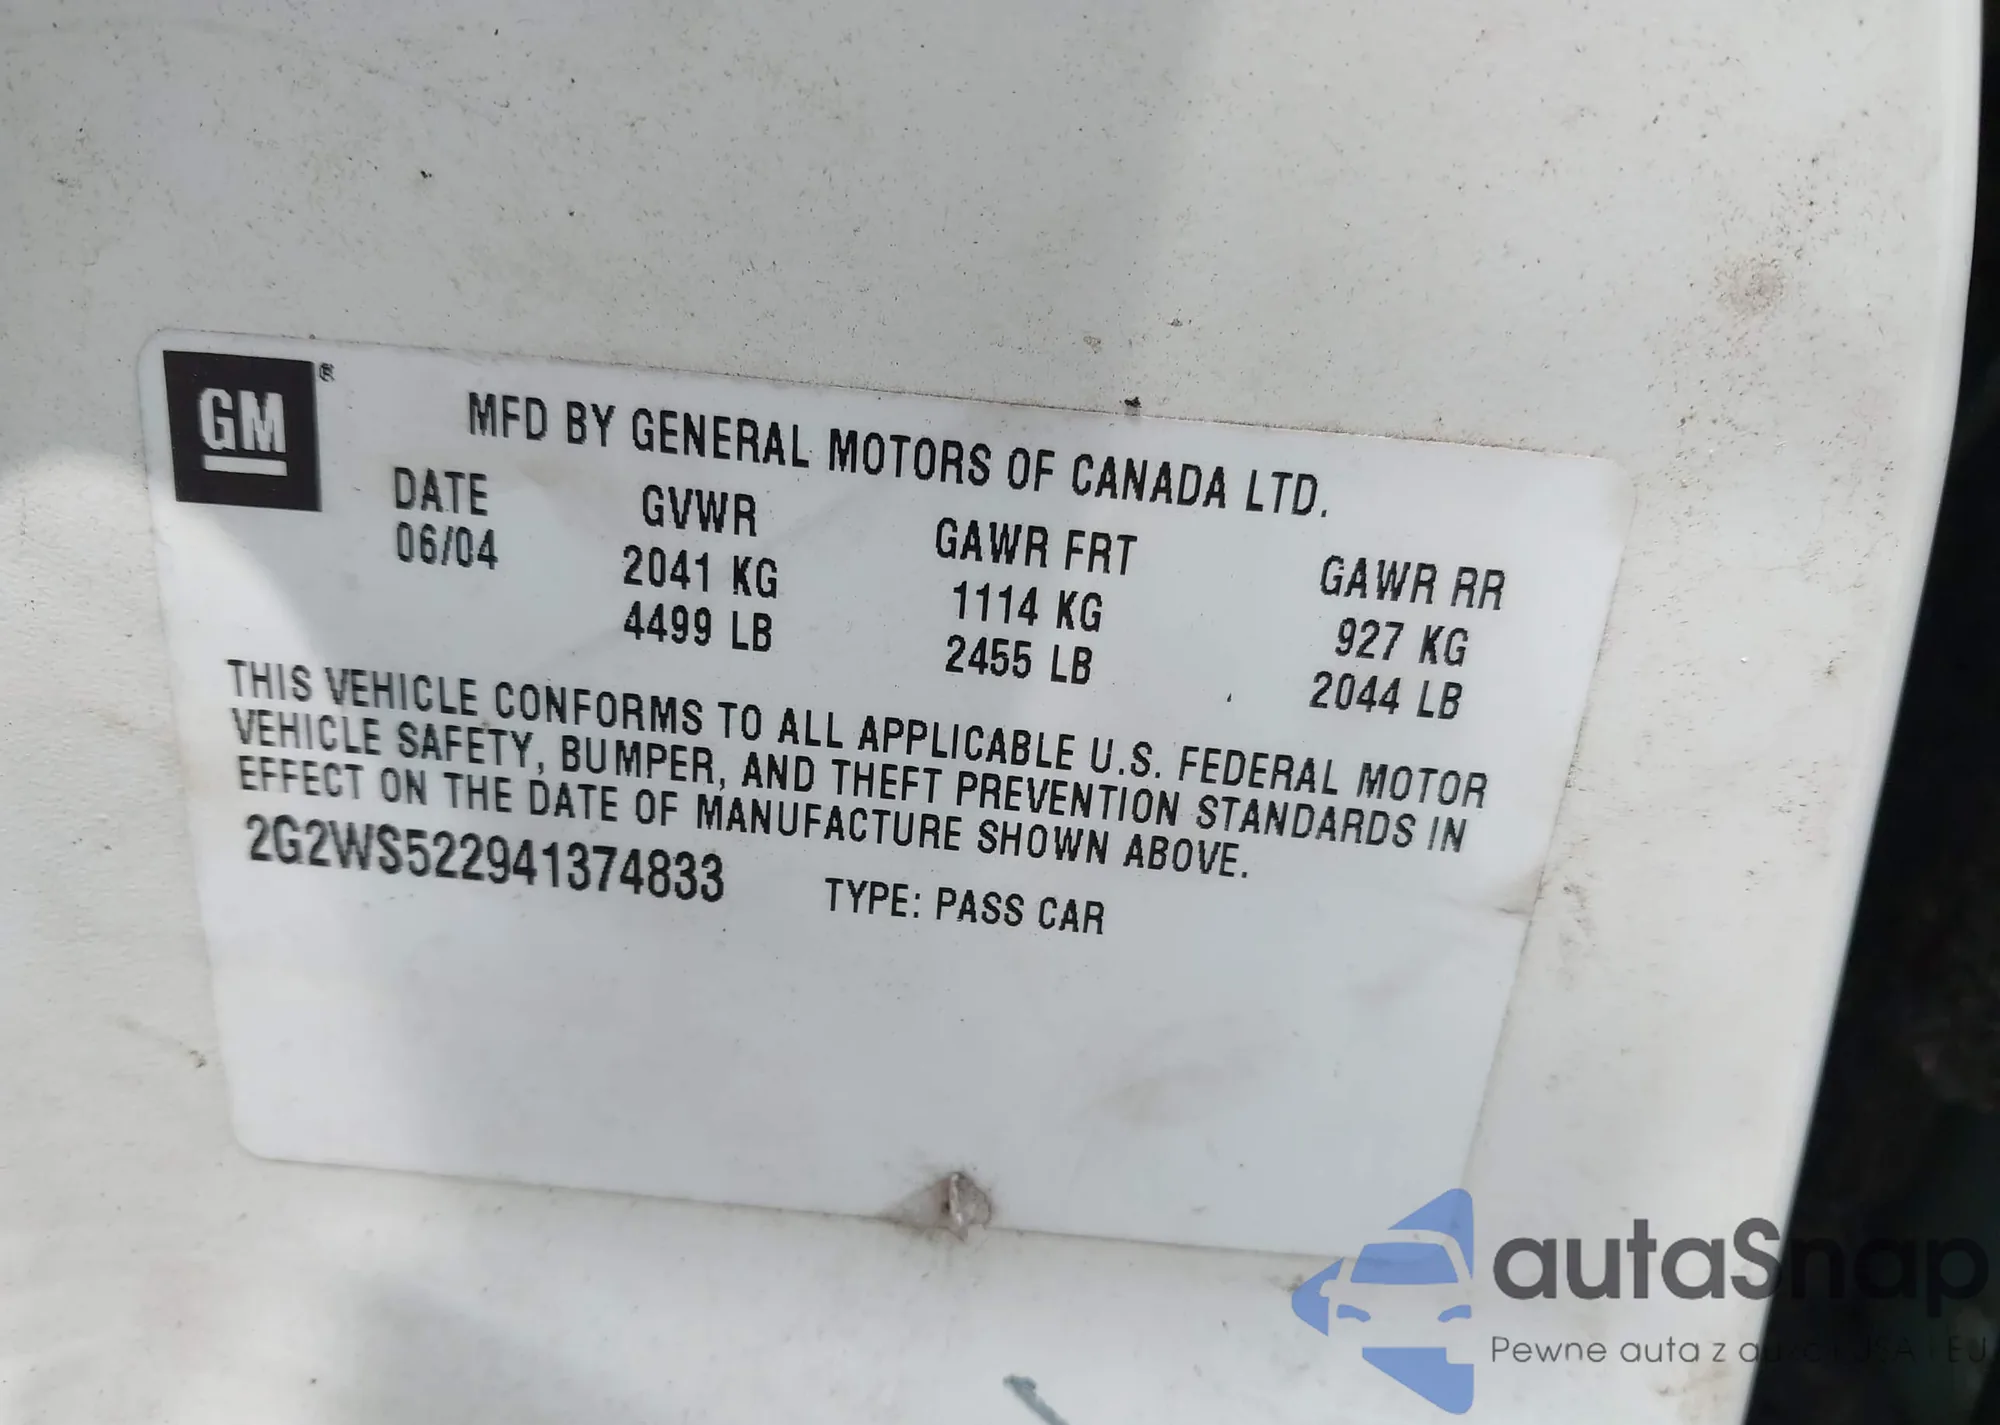 GM ®
MFD BY GENERAL MOTORS OF CANADA LTD.
DATE GVWR GAWR FRT GAWR RR
06/04 2041 KG 1114 KG 927 KG
4499 LB 2455 LB 2044 LB
THIS VEHICLE CONFORMS TO ALL APPLICABLE U.S. FEDERAL MOTOR
VEHICLE SAFETY, BUMPER, AND THEFT PREVENTION STANDARDS IN
EFFECT ON THE DATE OF MANUFACTURE SHOWN ABOVE.
2G2WS522941374833 TYPE: PASS CAR
autaSnap
Pewne auta z aukcji USA i EU